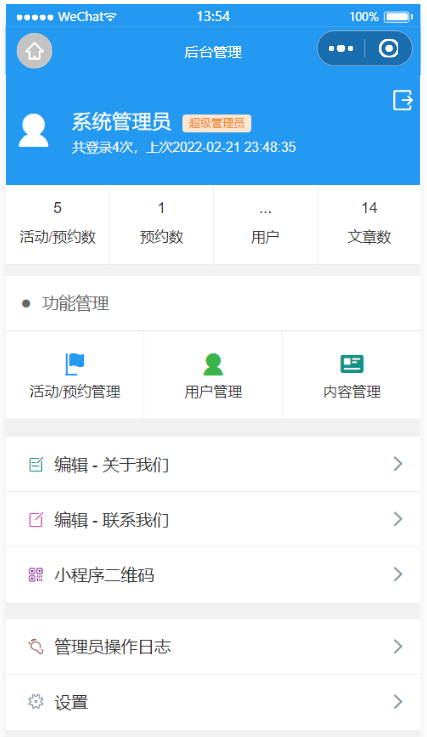 WeChat 13:54 100%
后台管理
系统管理员 超级管理员
共登录4次，上次2022-02-21 23:48:35
5 1 ... 14
活动/预约数 预约数 用户 文章数
功能管理
活动/预约管理 用户管理 内容管理
编辑 - 关于我们
编辑 - 联系我们
小程序二维码
管理员操作日志
设置